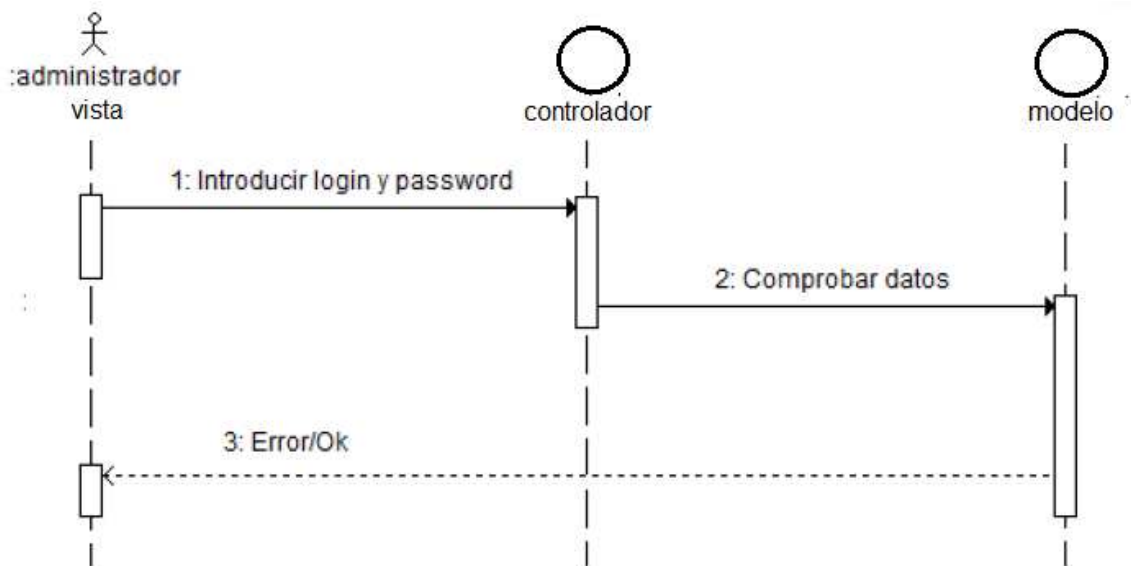 :administrador
vista
controlador
modelo
1: Introducir login y password
2: Comprobar datos
3: Error/Ok